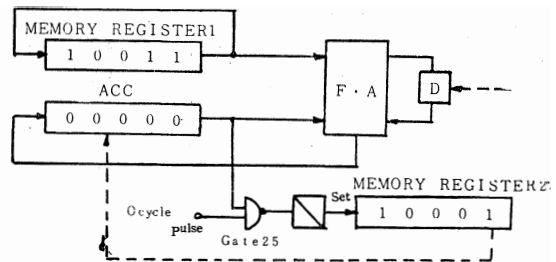 MEMORY REGISTER1
1 0 0 1 1
ACC
0 0 0 0 0
F·A
D
0cycle
pulse
Gate25
Set
MEMORY REGISTER2
1 0 0 0 1